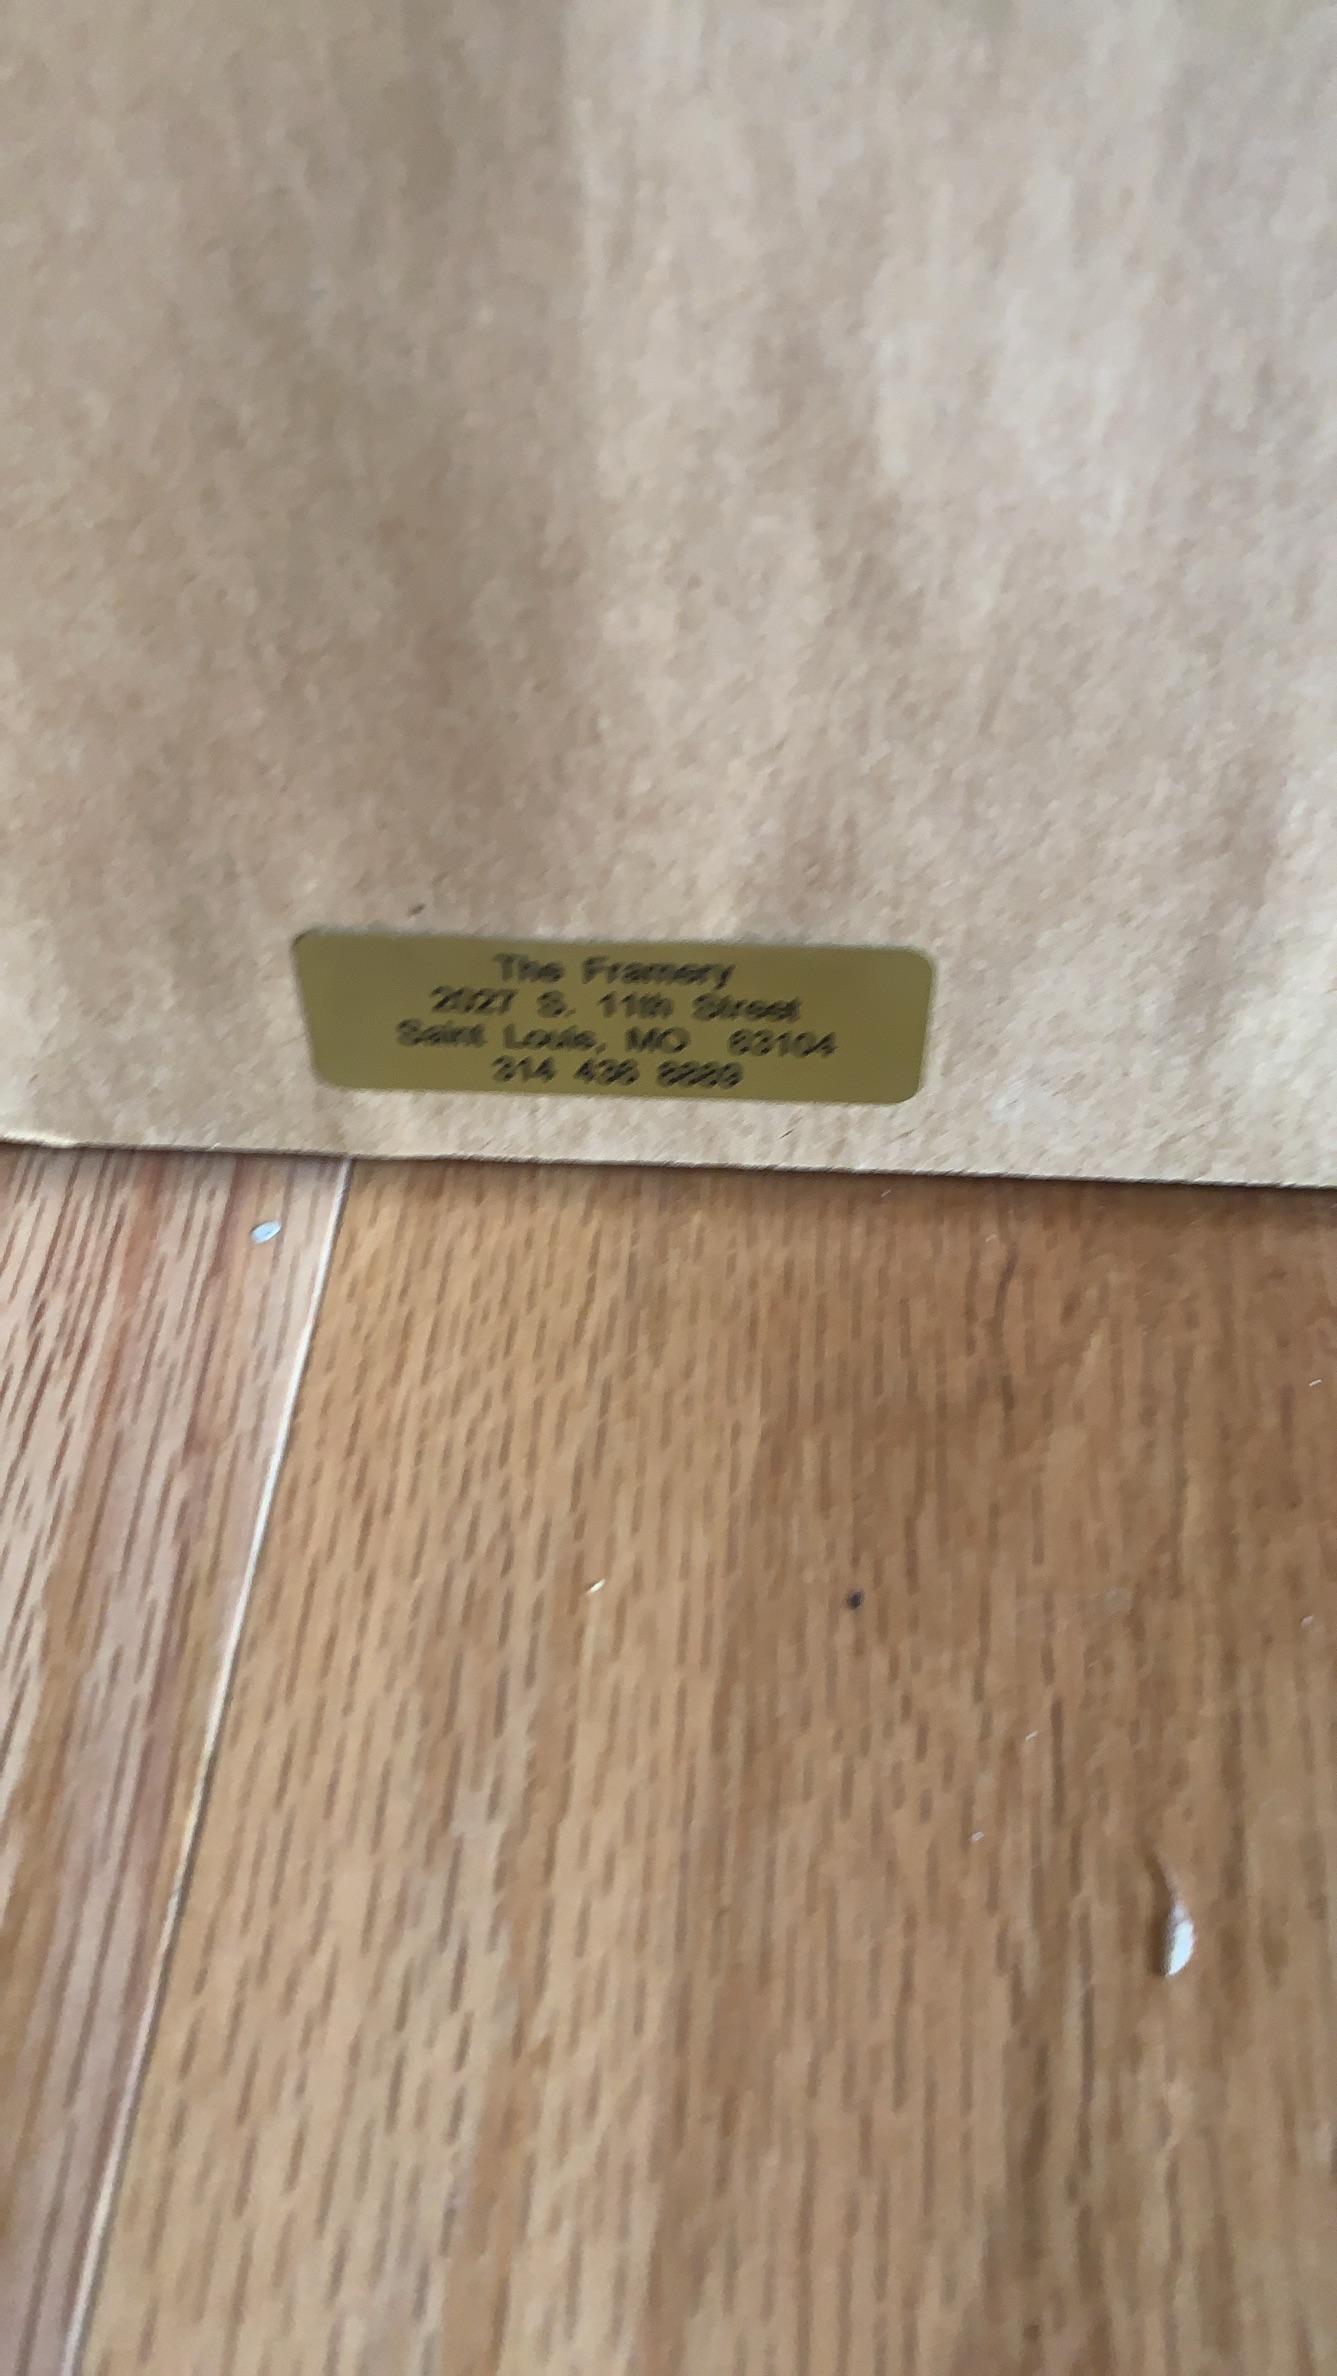 The Framery
2027 S. 11th Street
Saint Louis, MO 63104
314 436